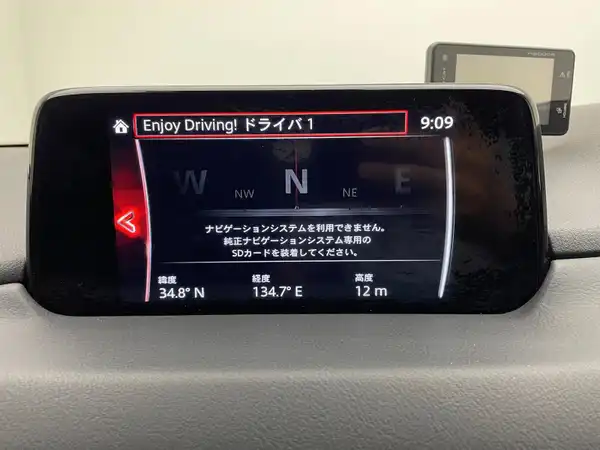 Enjoy Driving! ドライバ 1
9:09
W NW N NE E
ナビゲーションシステムを利用できません。
純正ナビゲーションシステム専用の
SDカードを装着してください。
緯度 経度 高度
34.8° N 134.7° E 12 m